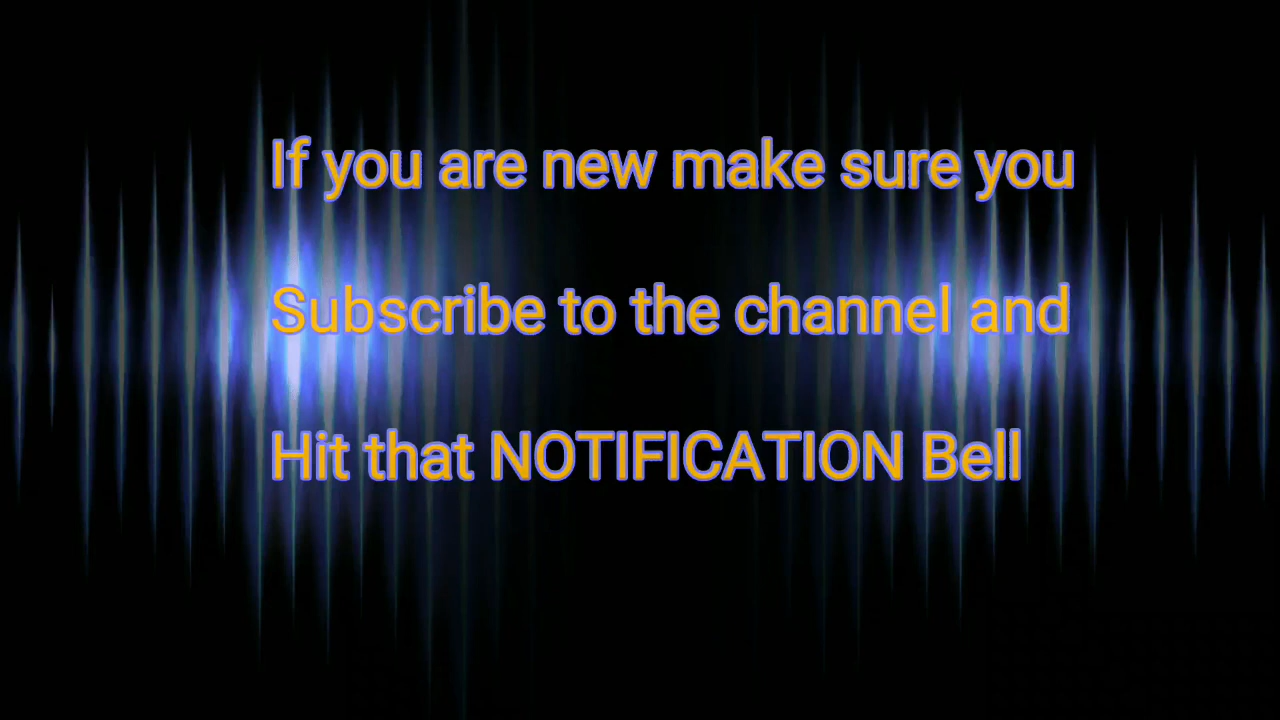 If you are new make sure you
Subscribe to the channel and
Hit that NOTIFICATION Bell